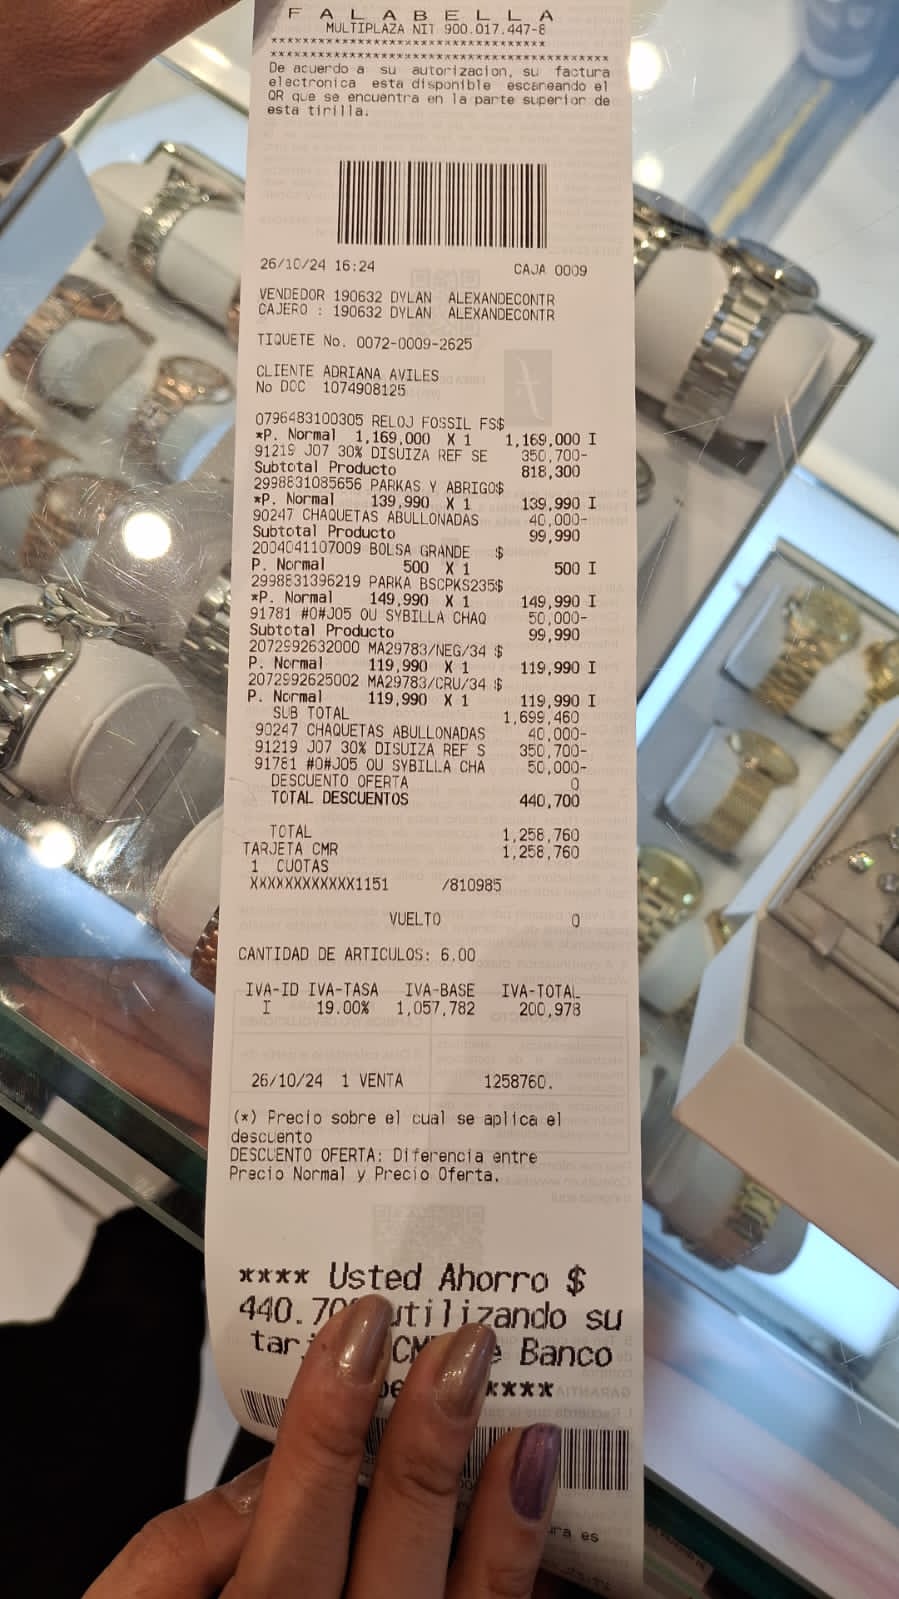 FALABELLA
MULTIPLAZA NIT 900.017.447-8
************************************
****************************************
De acuerdo a su autorizacion, su factura
electronica esta disponible escareando el
QR que se encuentra en la parte superior de
esta tirilla.
26/10/24 16:24 CAJA 0009
VENDEDOR 190632 DYLAN ALEXANDECONTR
CAJERO : 190632 DYLAN ALEXANDECONTR
TIQUETE No. 0072-0009-2625
CLIENTE ADRIANA AVILES
No DOC 1074908125
0796483100305 RELOJ FOSSIL FS$
*P. Normal 1,169,000 X 1 1,169,000 I
91219 J07 30% DISUIZA REF SE 350,700-
Subtotal Producto 818,300
2998831085656 PARKAS Y ABRIGO$
*P. Normal 139,990 X 1 139,990 I
90247 CHAQUETAS ABULLONADAS 40,000-
Subtotal Producto 99,990
2004041107009 BOLSA GRANDE $
P. Normal 500 X 1 500 I
2998831396219 PARKA BSCPKS235$
*P. Normal 149,990 X 1 149,990 I
91781 #0#J05 OU SYBILLA CHAQ 50,000-
Subtotal Producto 99,990
2072992632000 MA29783/NEG/34 $
P. Normal 119,990 X 1 119,990 I
2072992625002 MA29783/CRU/34 $
P. Normal 119,990 X 1 119,990 I
SUB TOTAL 1,699,460
90247 CHAQUETAS ABULLONADAS 40,000-
91219 J07 30% DISUIZA REF S 350,700-
91781 #0#J05 OU SYBILLA CHA 50,000-
DESCUENTO OFERTA 0
TOTAL DESCUENTOS 440,700
TOTAL 1,258,760
TARJETA CMR 1,258,760
1 CUOTAS
XXXXXXXXXXXX1151 /810985
VUELTO 0
CANTIDAD DE ARTICULOS: 6.00
IVA-ID IVA-TASA IVA-BASE IVA-TOTAL
I 19.00% 1,057,782 200,978
26/10/24 1 VENTA 1258760.
(*) Precio sobre el cual se aplica el
descuento
DESCUENTO OFERTA: Diferencia entre
Precio Normal y Precio Oferta.
**** Usted Ahorro $
utilizando su
Banco
****
es